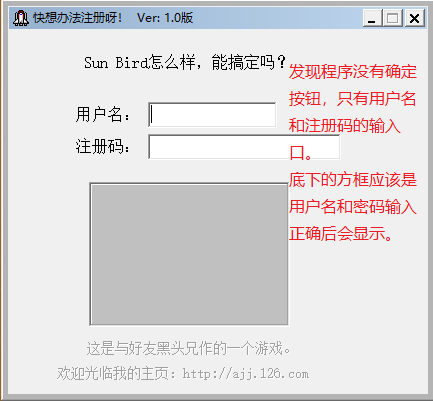 快想办法注册呀! Ver: 1.0版
Sun Bird怎么样,能搞定吗?
发现程序没有确定
按钮,只有用户名
和注册码的输入
口。
底下的方框应该是
用户名和密码输入
正确后会显示。
用户名:
注册码:
这是与好友黑头兄作的一个游戏。
欢迎光临我的主页:http://ajj.126.com